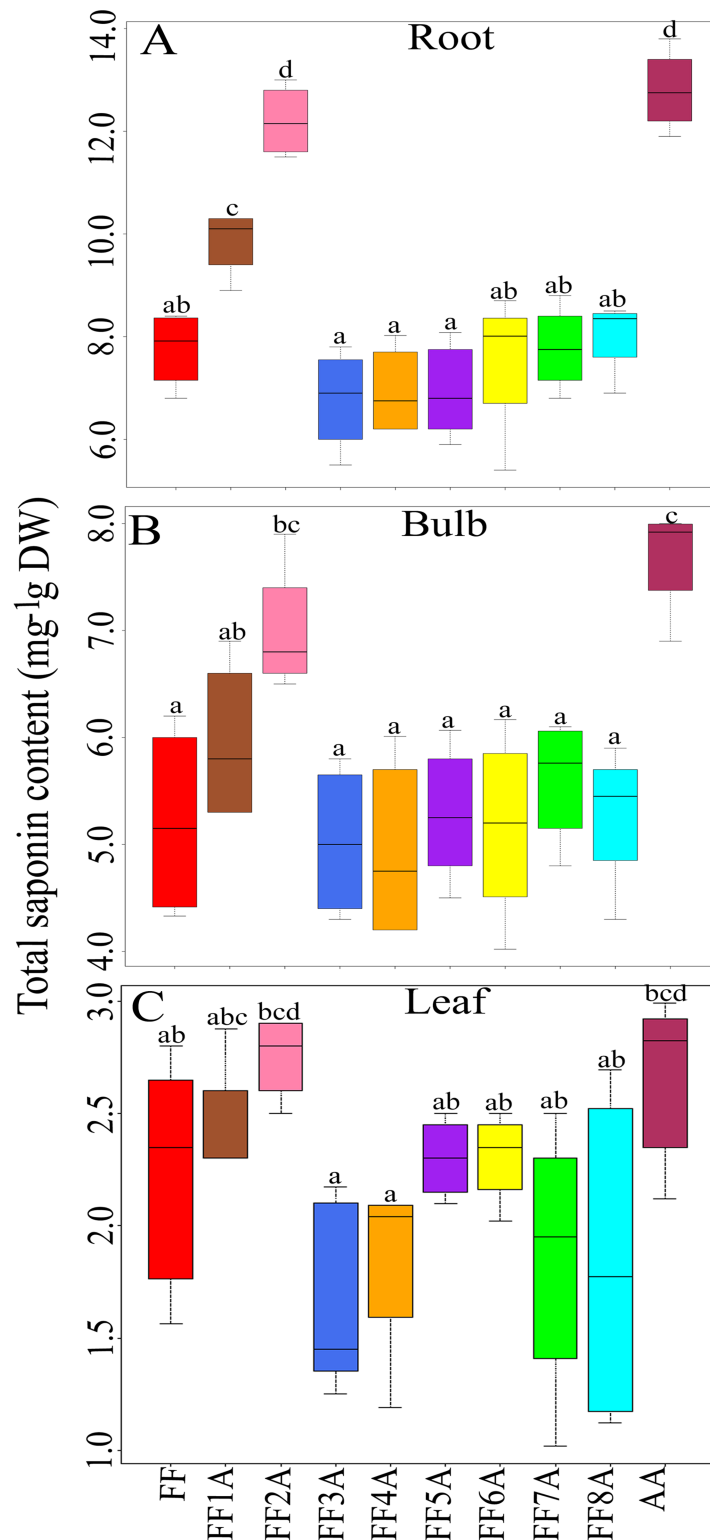 Total saponin content (mg-1g DW)
A Root
14.0
12.0
10.0
8.0
6.0
ab c d a a a ab ab ab d
B Bulb
8.0
7.0
6.0
5.0
4.0
a ab bc a a a a a a c
C Leaf
3.0
2.5
2.0
1.5
1.0
ab abc bcd a a ab ab ab ab bcd
FF FF1A FF2A FF3A FF4A FF5A FF6A FF7A FF8A AA